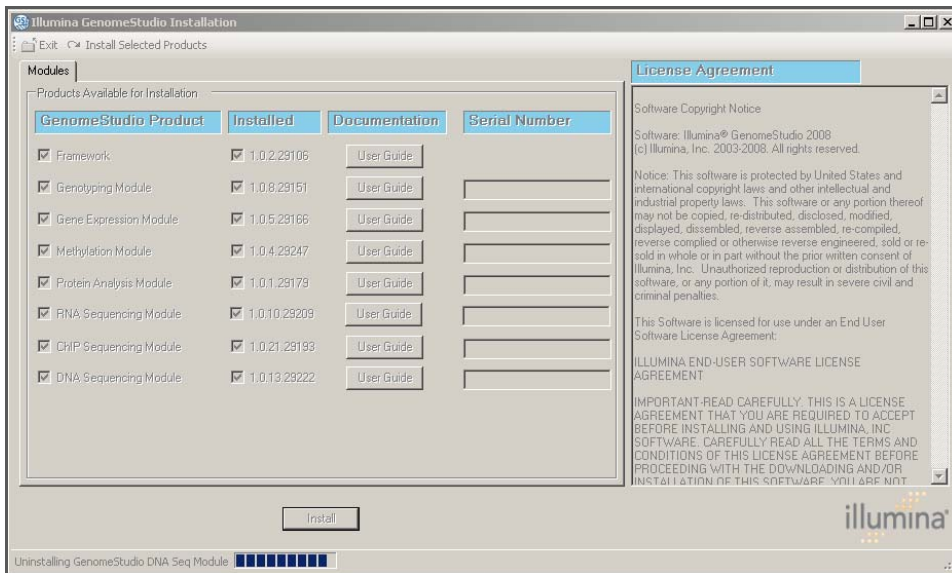 Illumina GenomeStudio Installation
Exit Install Selected Products
Modules
Products Available for Installation
GenomeStudio Product Installed Documentation Serial Number
Framework 1.0.2.29106 User Guide
Genotyping Module 1.0.8.29151 User Guide
Gene Expression Module 1.0.5.29166 User Guide
Methylation Module 1.0.4.29247 User Guide
Protein Analysis Module 1.0.1.29179 User Guide
RNA Sequencing Module 1.0.10.29209 User Guide
ChIP Sequencing Module 1.0.21.29193 User Guide
DNA Sequencing Module 1.0.13.29222 User Guide
Install
License Agreement
Software Copyright Notice
Software: Illumina® GenomeStudio 2008
(c) Illumina, Inc. 2003-2008. All rights reserved.
Notice: This software is protected by United States and
international copyright laws and other intellectual and
industrial property laws. This software or any portion thereof
may not be copied, re-distributed, disclosed, modified,
displayed, dissembled, reverse assembled, re-compiled,
reverse complied or otherwise reverse engineered, sold or re-
sold in whole or in part without the prior written consent of
Illumina, Inc. Unauthorized reproduction or distribution of this
software, or any portion of it, may result in severe civil and
criminal penalties.
This Software is licensed for use under an End User
Software License Agreement:
ILLUMINA END-USER SOFTWARE LICENSE
AGREEMENT
IMPORTANT-READ CAREFULLY. THIS IS A LICENSE
AGREEMENT THAT YOU ARE REQUIRED TO ACCEPT
BEFORE INSTALLING AND USING ILLUMINA, INC
SOFTWARE. CAREFULLY READ ALL THE TERMS AND
CONDITIONS OF THIS LICENSE AGREEMENT BEFORE
PROCEEDING WITH THE DOWNLOADING AND/OR
INSTALLATION OF THIS SOFTWARE. YOU ARE NOT
illumina®
Uninstalling GenomeStudio DNA Seq Module